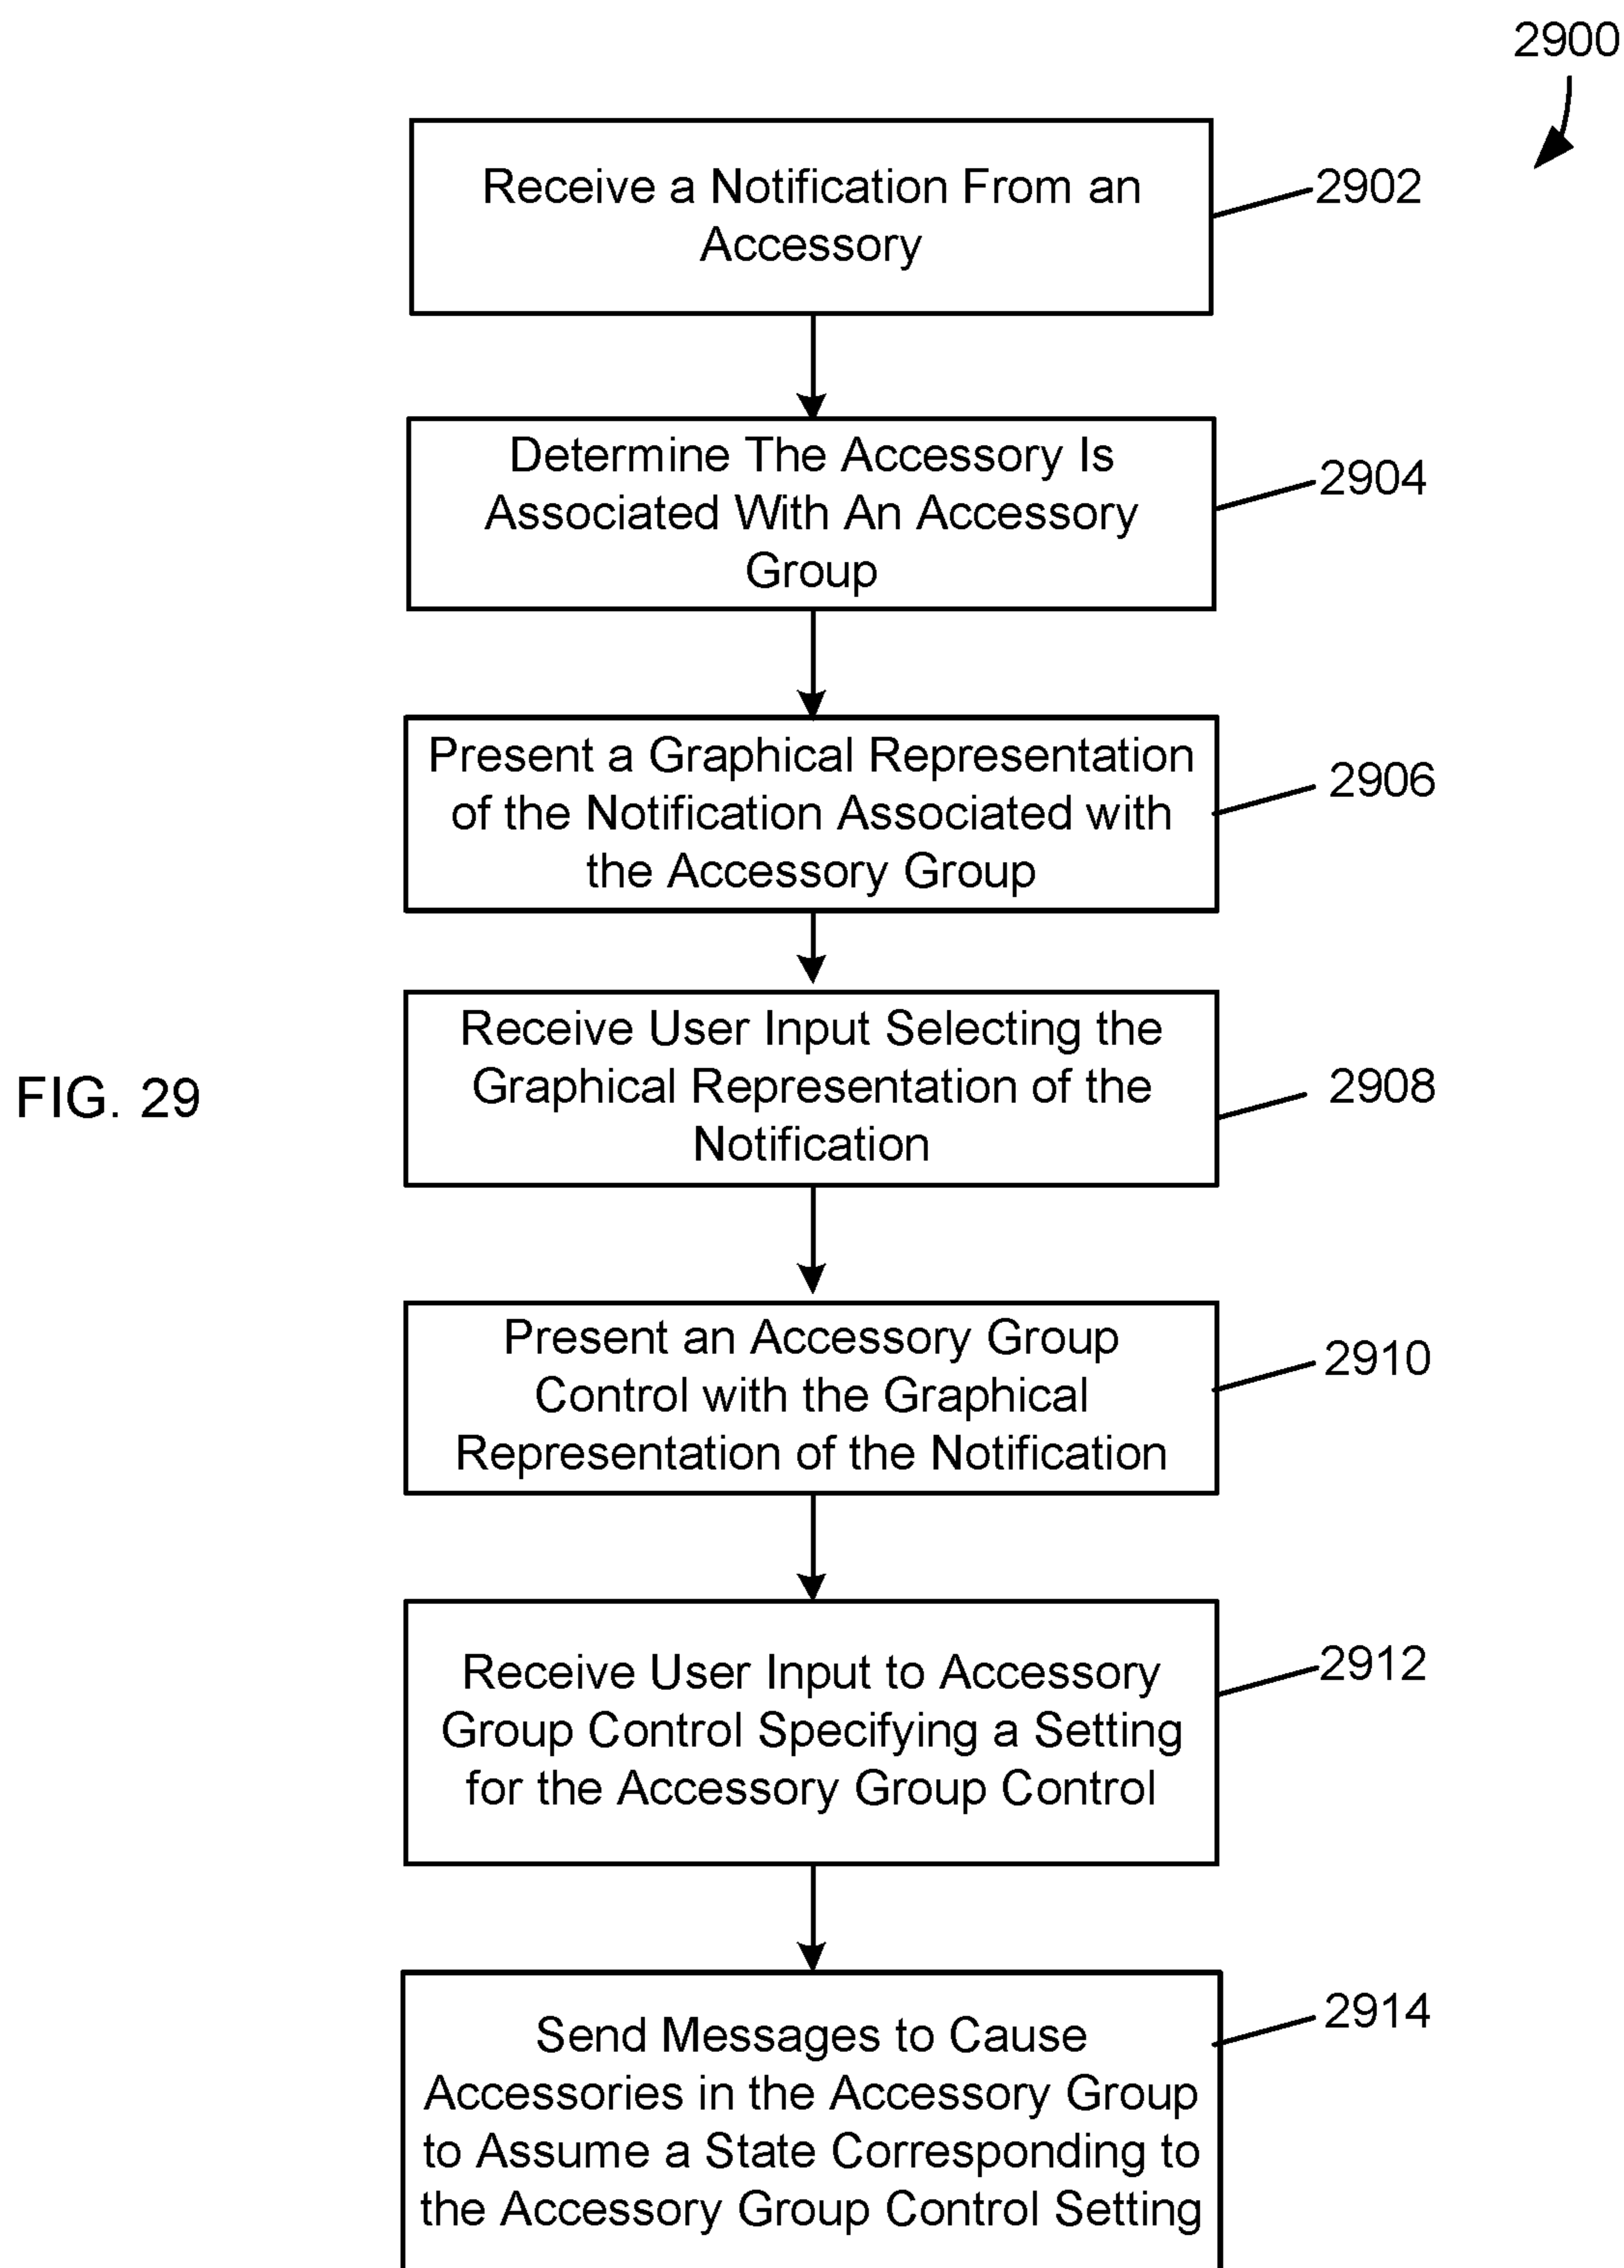 2900
Receive a Notification From an
Accessory
2902
Determine The Accessory Is
Associated With An Accessory
Group
2904
Present a Graphical Representation
of the Notification Associated with
the Accessory Group
2906
Receive User Input Selecting the
Graphical Representation of the
Notification
2908
FIG. 29
Present an Accessory Group
Control with the Graphical
Representation of the Notification
2910
Receive User Input to Accessory
Group Control Specifying a Setting
for the Accessory Group Control
2912
Send Messages to Cause
Accessories in the Accessory Group
to Assume a State Corresponding to
the Accessory Group Control Setting
2914